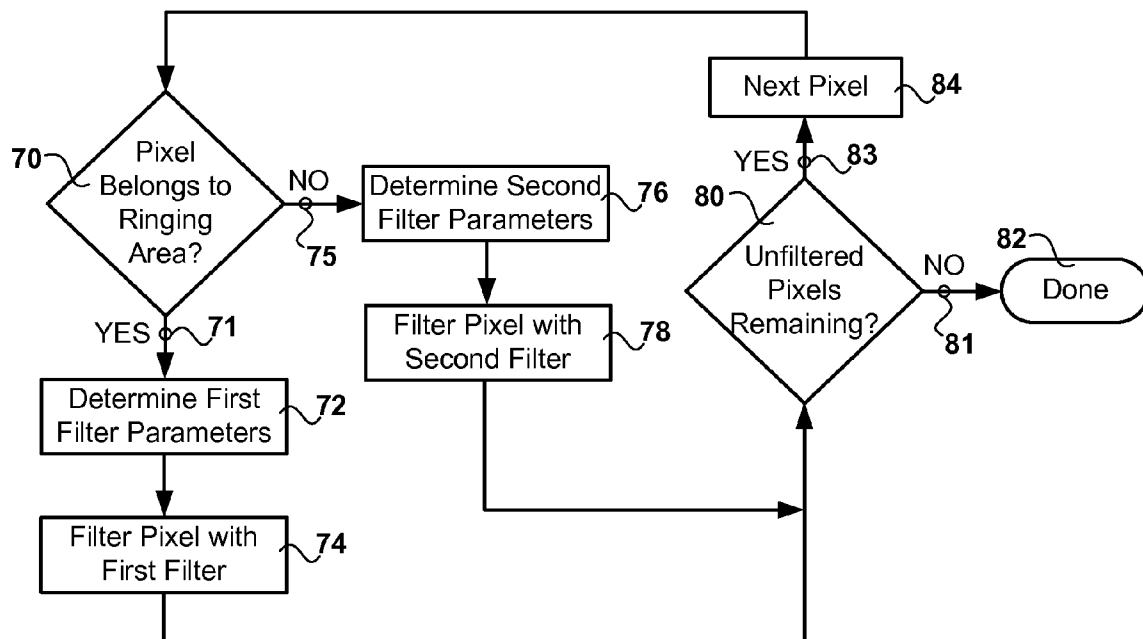 70
Pixel
Belongs to
Ringing
Area?
NO
75
YES
71
Determine First
Filter Parameters
72
Filter Pixel with
First Filter
74
Determine Second
Filter Parameters
76
Filter Pixel with
Second Filter
78
Next Pixel
84
YES
83
80
Unfiltered
Pixels
Remaining?
NO
81
82
Done